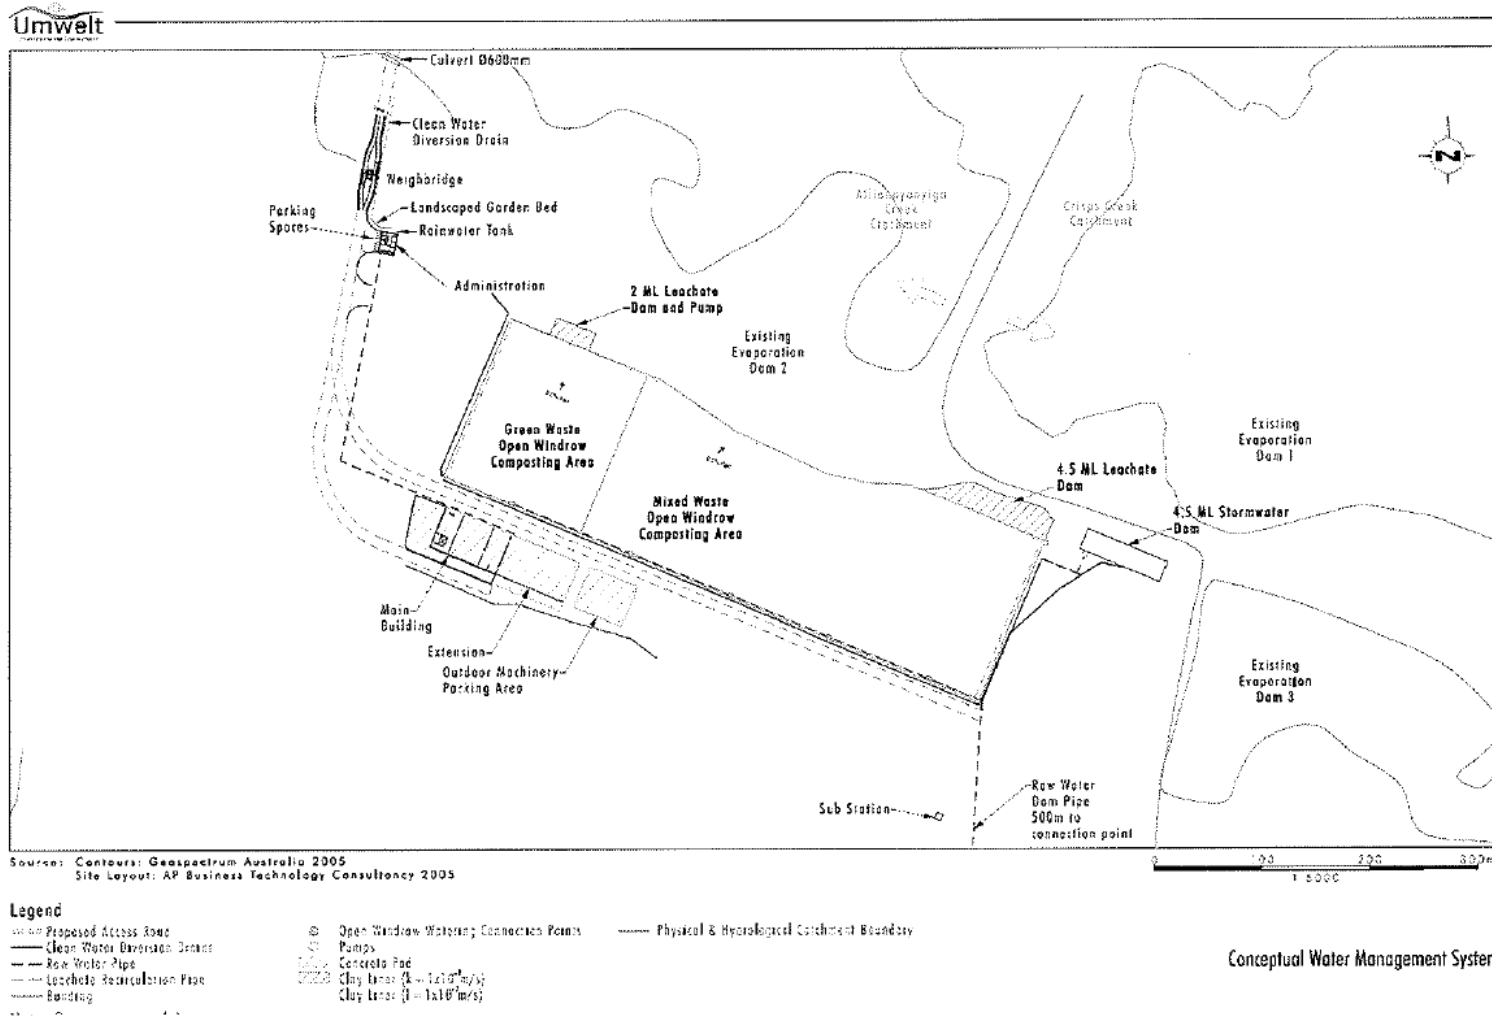 Umwelt
Culvert Ø600mm
Clean Water
Diversion Drain
Weighbridge
Landscaped Garden Bed
Parking
Spaces
Rainwater Tank
Administration
2 ML Leachate
Dam and Pump
Existing
Evaporation
Dam 2
Creek
Catchment
Crisps Creek
Catchment
N
Green Waste
Open Windrow
Composting Area
Mixed Waste
Open Windrow
Composting Area
Existing
Evaporation
Dam 1
4.5 ML Leachate
Dam
4.5 ML Stormwater
Dam
Main
Building
Extension
Outdoor Machinery
Parking Area
Existing
Evaporation
Dam 3
Sub Station
Raw Water
Dam Pipe
500m to
connection point
Source: Contours: Geospectrum Australia 2005
Site Layout: AP Business Technology Consultancy 2005
0 100 200 300m
1:5000
Legend
Proposed Access Road
Clean Water Diversion Drains
Raw Water Pipe
Leachate Recirculation Pipe
Bunding
Open Windrow Watering Connection Points
Pumps
Concrete Pad
Clay Liner
Clay Liner
Physical & Hydrological Catchment Boundary
Conceptual Water Management System